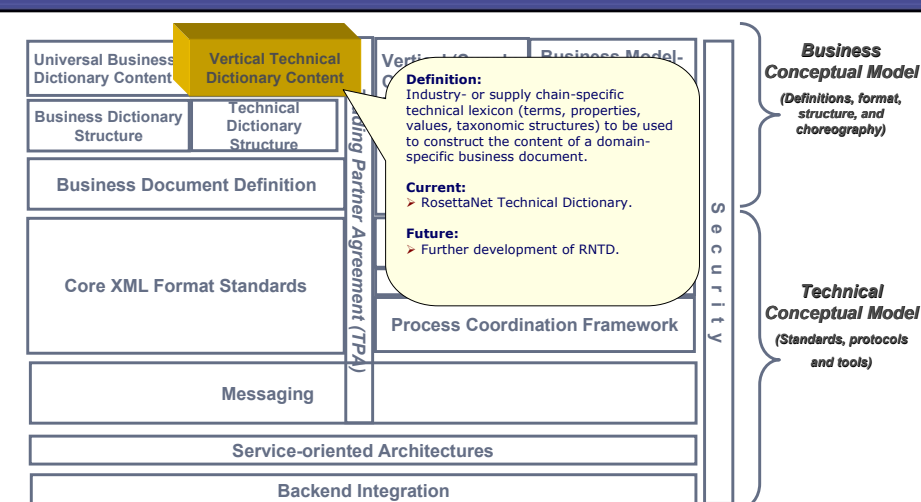 Universal Business
Dictionary Content
Vertical Technical
Dictionary Content
Business Model-
Business Dictionary
Structure
Technical
Dictionary
Structure
Business Document Definition
Core XML Format Standards
Partner Agreement (TPA)
Definition:
Industry- or supply chain-specific
technical lexicon (terms, properties,
values, taxonomic structures) to be used
to construct the content of a domain-
specific business document.
Current:
➢ RosettaNet Technical Dictionary.
Future:
➢ Further development of RNTD.
Process Coordination Framework
Messaging
Service-oriented Architectures
Backend Integration
Security
Business
Conceptual Model
(Definitions, format,
structure, and
choreography)
Technical
Conceptual Model
(Standards, protocols
and tools)